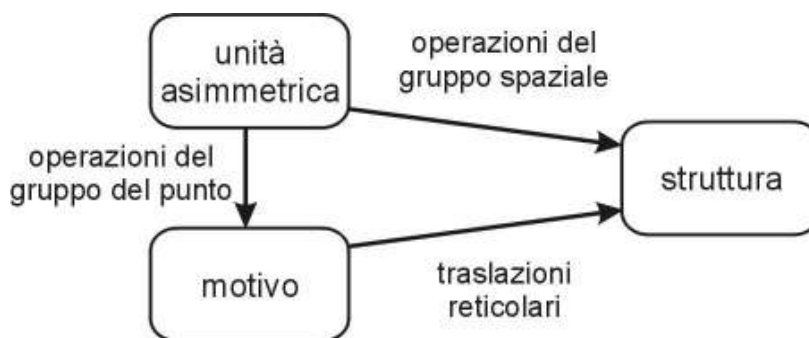 unità
asimmetrica
operazioni del
gruppo spaziale
operazioni del
gruppo del punto
struttura
motivo
traslazioni
reticolari